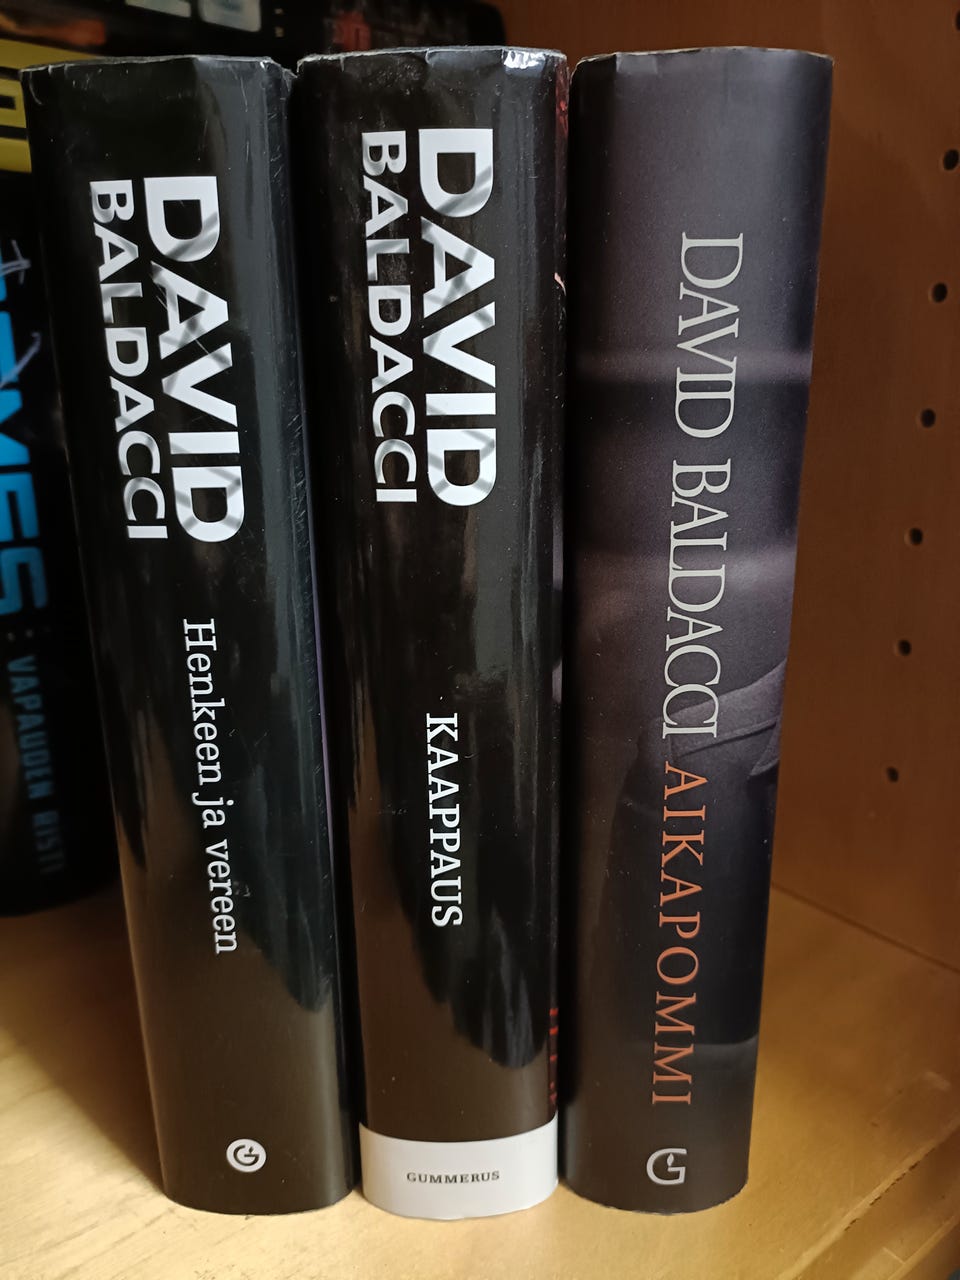 DAVID
BALDACCI
Henkeen ja vereen
DAVID
BALDACCI
KAAPPAUS
GUMMERUS
DAVID BALDACCI AIKAPOMMI
G
: VAPAUDEN RISTI